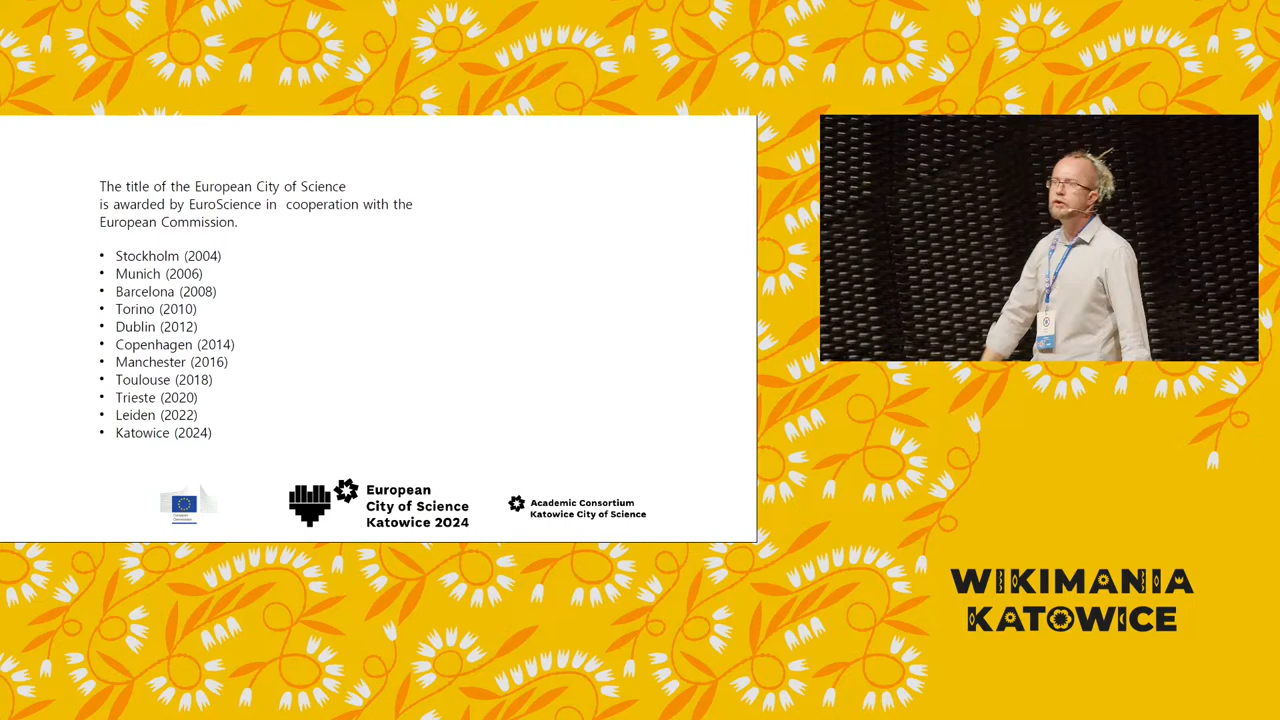 The title of the European City of Science
is awarded by EuroScience in  cooperation with the
European Commission.
• Stockholm (2004)
• Munich (2006)
• Barcelona (2008)
• Torino (2010)
• Dublin (2012)
• Copenhagen (2014)
• Manchester (2016)
• Toulouse (2018)
• Trieste (2020)
• Leiden (2022)
• Katowice (2024)
European
Commission
European
City of Science
Katowice 2024
Academic Consortium
Katowice City of Science
WIKIMANIA
KATOWICE